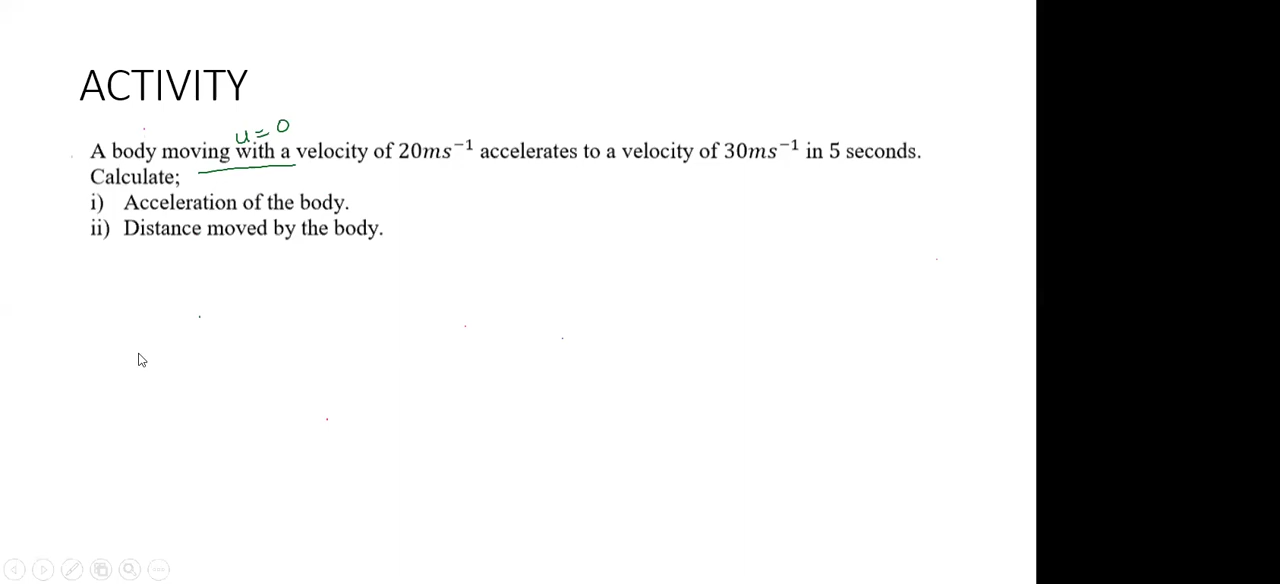 ACTIVITY
u = 0
A body moving with a velocity of 20ms⁻¹ accelerates to a velocity of 30ms⁻¹ in 5 seconds.
Calculate;
i) Acceleration of the body.
ii) Distance moved by the body.